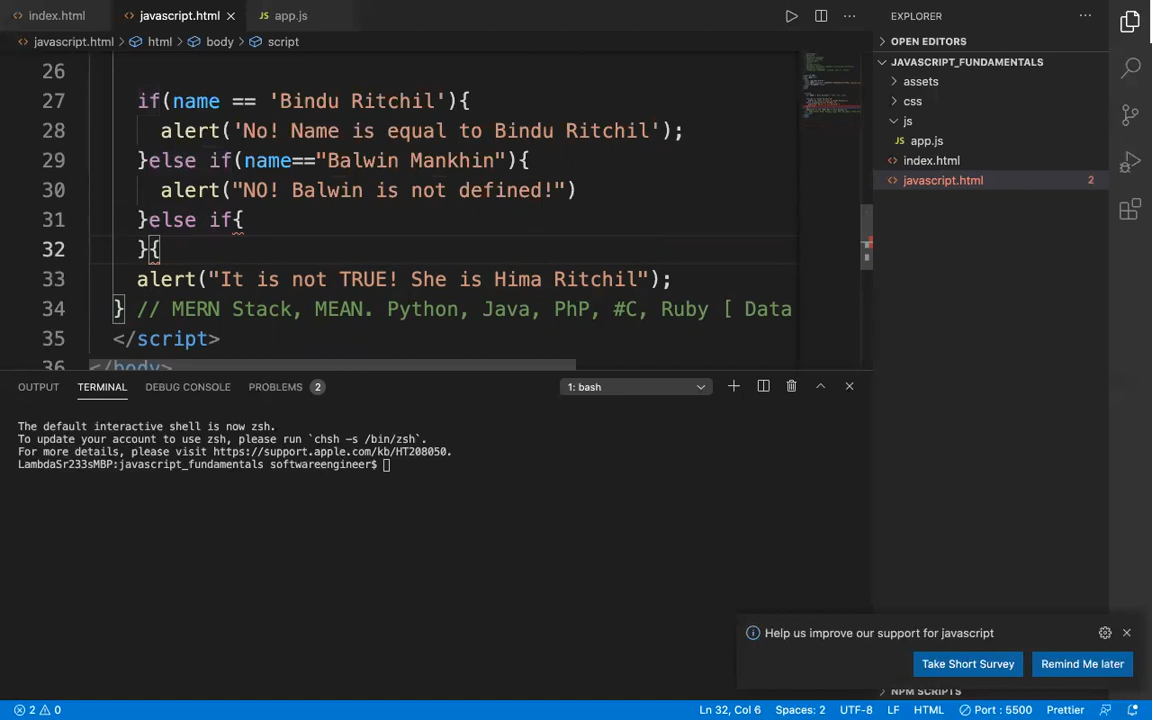 index.html
javascript.html
app.js
EXPLORER
javascript.html > html > body > script
OPEN EDITORS
JAVASCRIPT_FUNDAMENTALS
assets
css
js
app.js
index.html
javascript.html 2
26
27 if(name == 'Bindu Ritchil'){
28 alert('No! Name is equal to Bindu Ritchil');
29 }else if(name=="Balwin Mankhin"){
30 alert("NO! Balwin is not defined!")
31 }else if{
32 }{
33 alert("It is not TRUE! She is Hima Ritchil");
34 } // MERN Stack, MEAN. Python, Java, PhP, #C, Ruby [ Data
35 </script>
36 </body>
OUTPUT TERMINAL DEBUG CONSOLE PROBLEMS 2 1: bash
The default interactive shell is now zsh.
To update your account to use zsh, please run `chsh -s /bin/zsh`.
For more details, please visit https://support.apple.com/kb/HT208050.
LambdaSr233sMBP:javascript_fundamentals softwareengineer$
Help us improve our support for javascript
Take Short Survey Remind Me later
NPM SCRIPTS
2 0 Ln 32, Col 6 Spaces: 2 UTF-8 LF HTML Port : 5500 Prettier